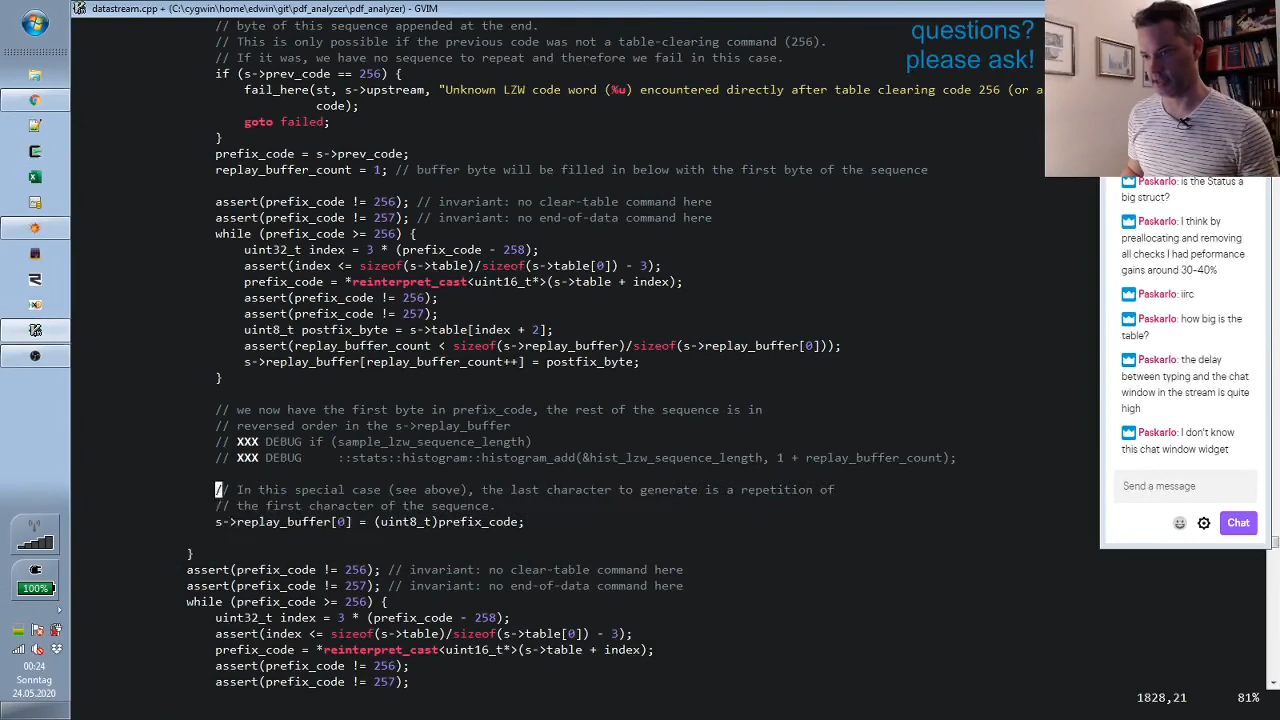 datastream.cpp + (C:\cygwin\home\edwin\git\pdf_analyzer\pdf_analyzer) - GVIM
// byte of this sequence appended at the end.
// This is only possible if the previous code was not a table-clearing command (256).
// If it was, we have no sequence to repeat and therefore we fail in this case.
if (s->prev_code == 256) {
fail_here(st, s->upstream, "Unknown LZW code word (%u) encountered directly after table clearing code 256 (or a
code);
goto failed;
}
prefix_code = s->prev_code;
replay_buffer_count = 1; // buffer byte will be filled in below with the first byte of the sequence
assert(prefix_code != 256); // invariant: no clear-table command here
assert(prefix_code != 257); // invariant: no end-of-data command here
while (prefix_code >= 256) {
uint32_t index = 3 * (prefix_code - 258);
assert(index <= sizeof(s->table)/sizeof(s->table[0]) - 3);
prefix_code = *reinterpret_cast<uint16_t*>(s->table + index);
assert(prefix_code != 256);
assert(prefix_code != 257);
uint8_t postfix_byte = s->table[index + 2];
assert(replay_buffer_count < sizeof(s->replay_buffer)/sizeof(s->replay_buffer[0]));
s->replay_buffer[replay_buffer_count++] = postfix_byte;
}
// we now have the first byte in prefix_code, the rest of the sequence is in
// reversed order in the s->replay_buffer
// XXX DEBUG if (sample_lzw_sequence_length)
// XXX DEBUG    ::stats::histogram::histogram_add(&hist_lzw_sequence_length, 1 + replay_buffer_count);
// In this special case (see above), the last character to generate is a repetition of
// the first character of the sequence.
s->replay_buffer[0] = (uint8_t)prefix_code;
}
assert(prefix_code != 256); // invariant: no clear-table command here
assert(prefix_code != 257); // invariant: no end-of-data command here
while (prefix_code >= 256) {
uint32_t index = 3 * (prefix_code - 258);
assert(index <= sizeof(s->table)/sizeof(s->table[0]) - 3);
prefix_code = *reinterpret_cast<uint16_t*>(s->table + index);
assert(prefix_code != 256);
assert(prefix_code != 257);
1828,21 81%
questions?
please ask!
Paskarlo: is the Status a
big struct?
Paskarlo: I think by
preallocating and removing
all checks I had peformance
gains around 30-40%
Paskarlo: iirc
Paskarlo: how big is the
table?
Paskarlo: the delay
between typing and the chat
window in the stream is quite
high
Paskarlo: I don't know
this chat window widget
Send a message
Chat
100%
00:24
Sonntag
24.05.2020